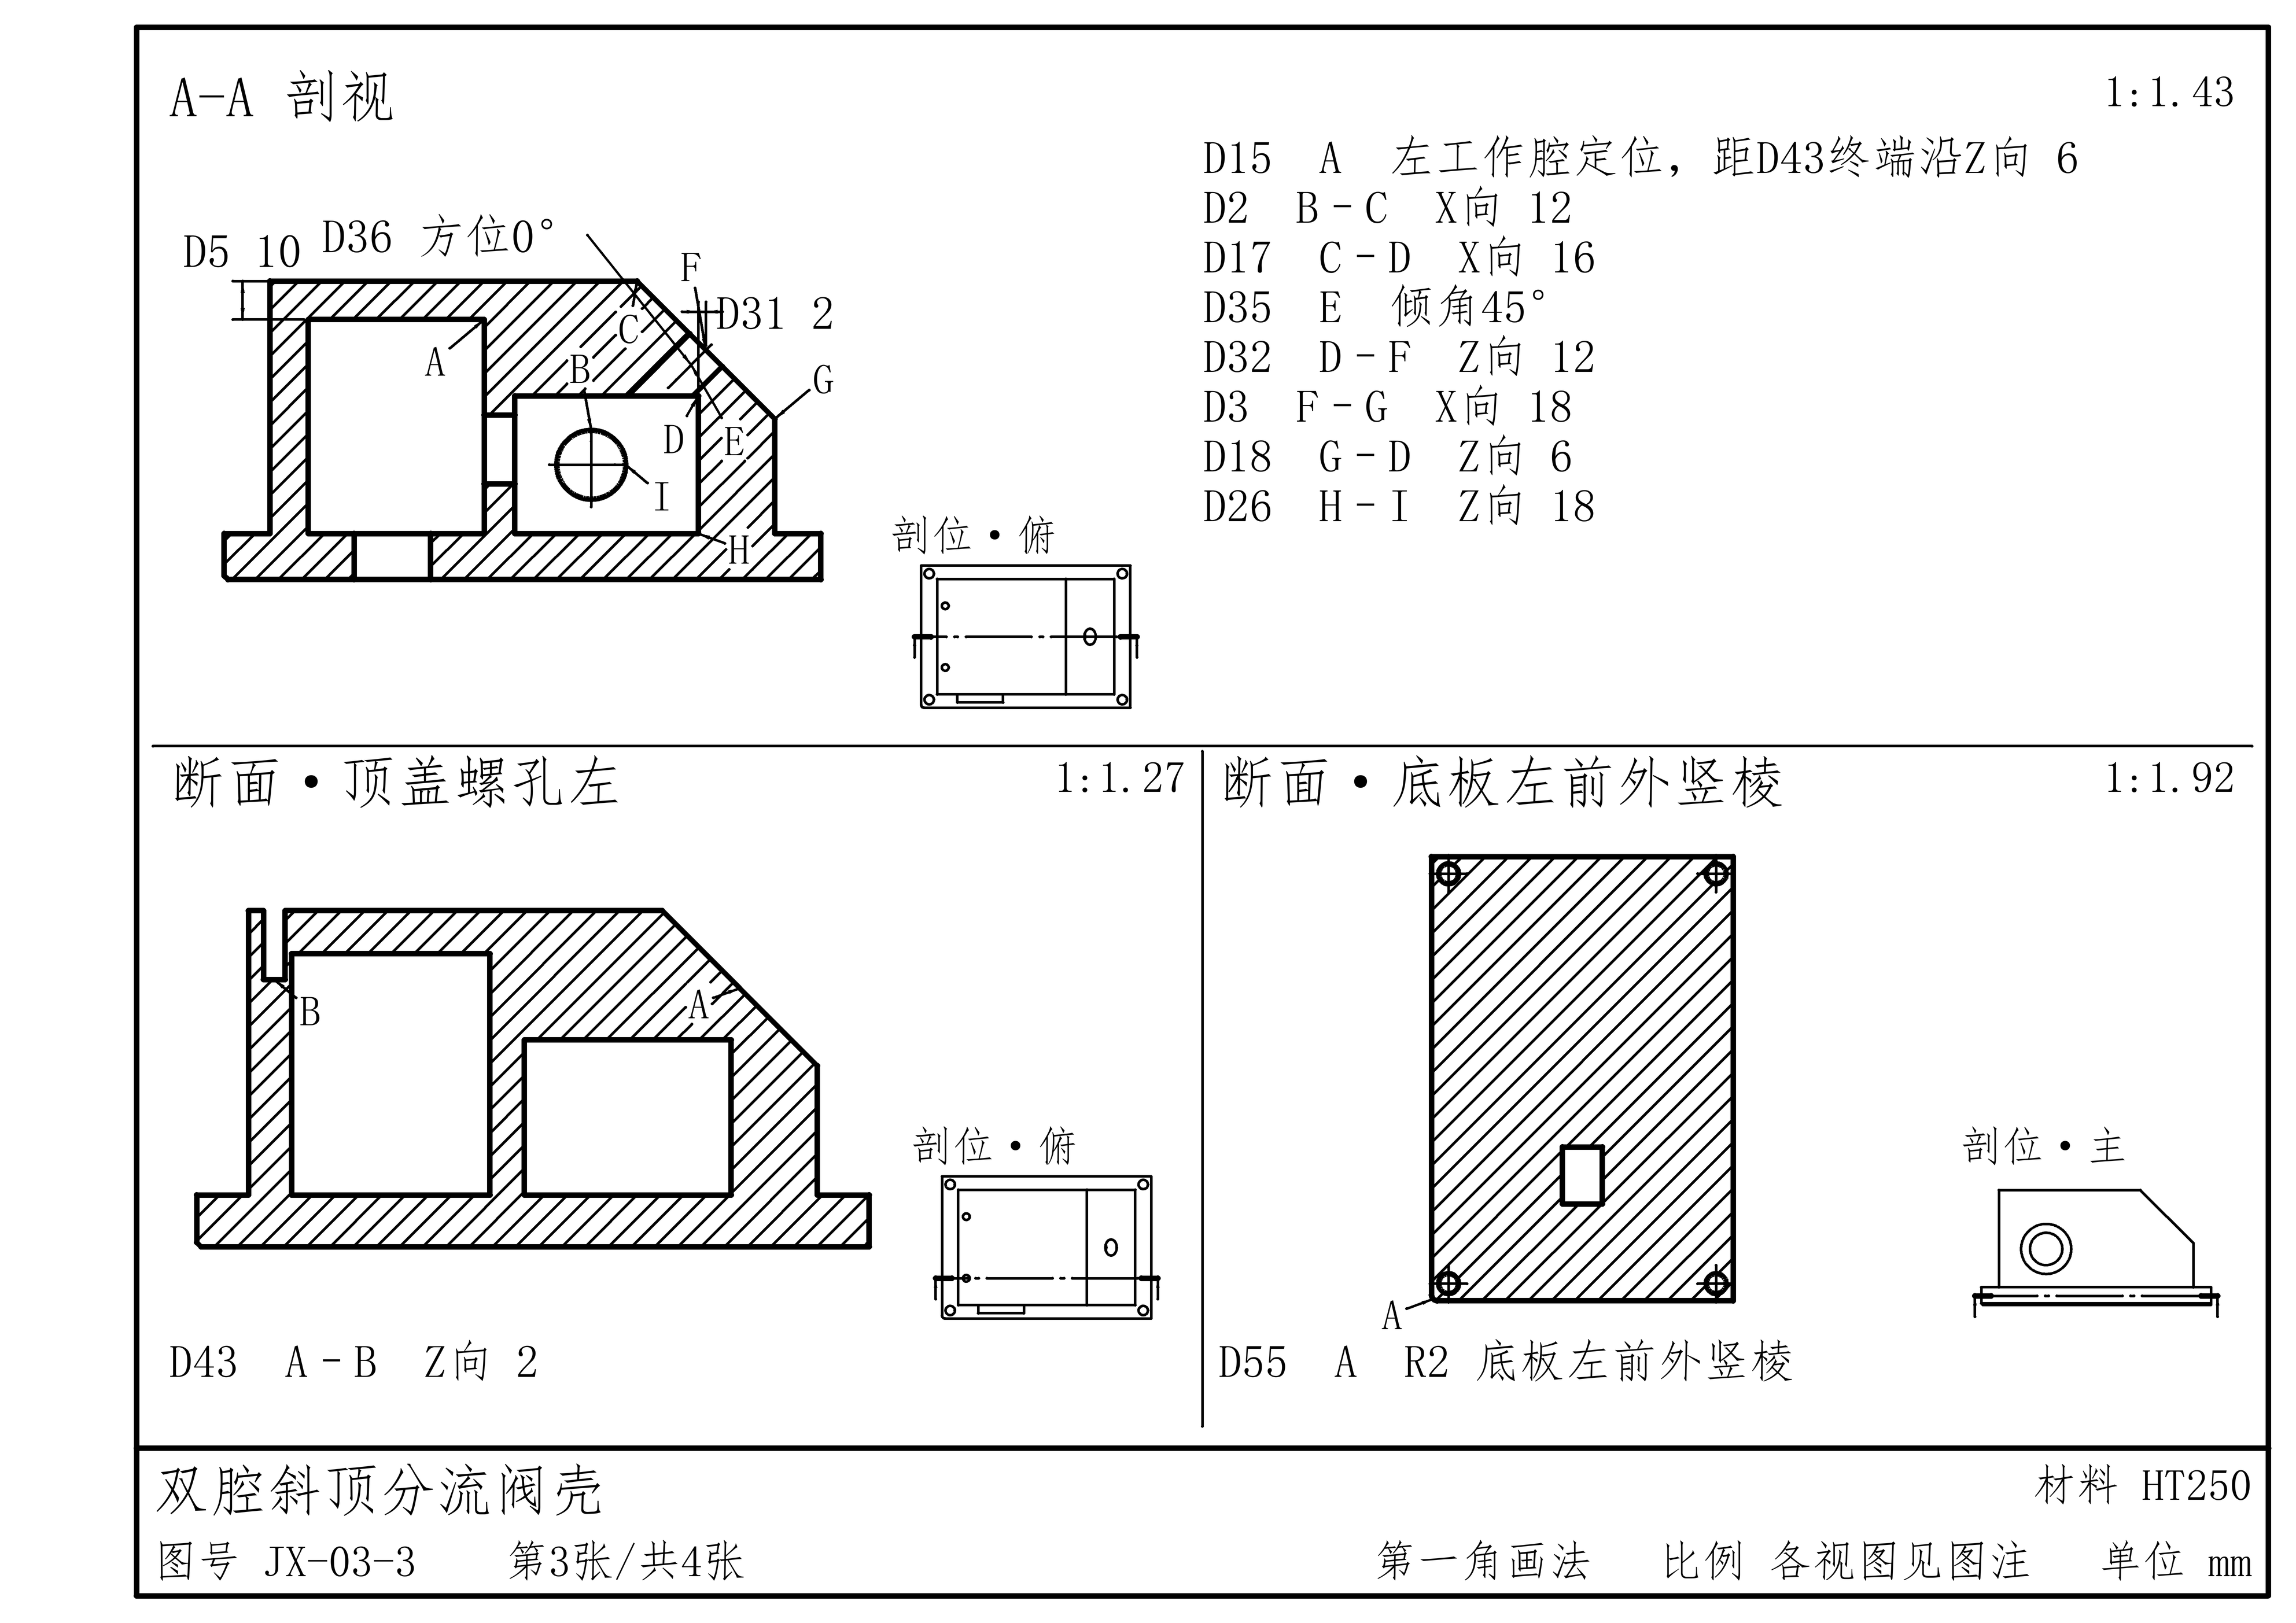 A-A 剖视
1:1.43
D15 A 左工作腔定位，距D43终端沿Z向 6
D2 B-C X向 12
D17 C-D X向 16
D35 E 倾角45°
D32 D-F Z向 12
D3 F-G X向 18
D18 G-D Z向 6
D26 H-I Z向 18
D5 10
D36 方位0°
F
D31 2
C
A
B
G
D
E
I
H
剖位·俯
断面·顶盖螺孔左
1:1.27
A
B
剖位·俯
D43 A-B Z向 2
断面·底板左前外竖棱
1:1.92
剖位·主
A
D55 A R2 底板左前外竖棱
双腔斜顶分流阀壳
材料 HT250
图号 JX-03-3 第3张/共4张
第一角画法 比例 各视图见图注 单位 mm